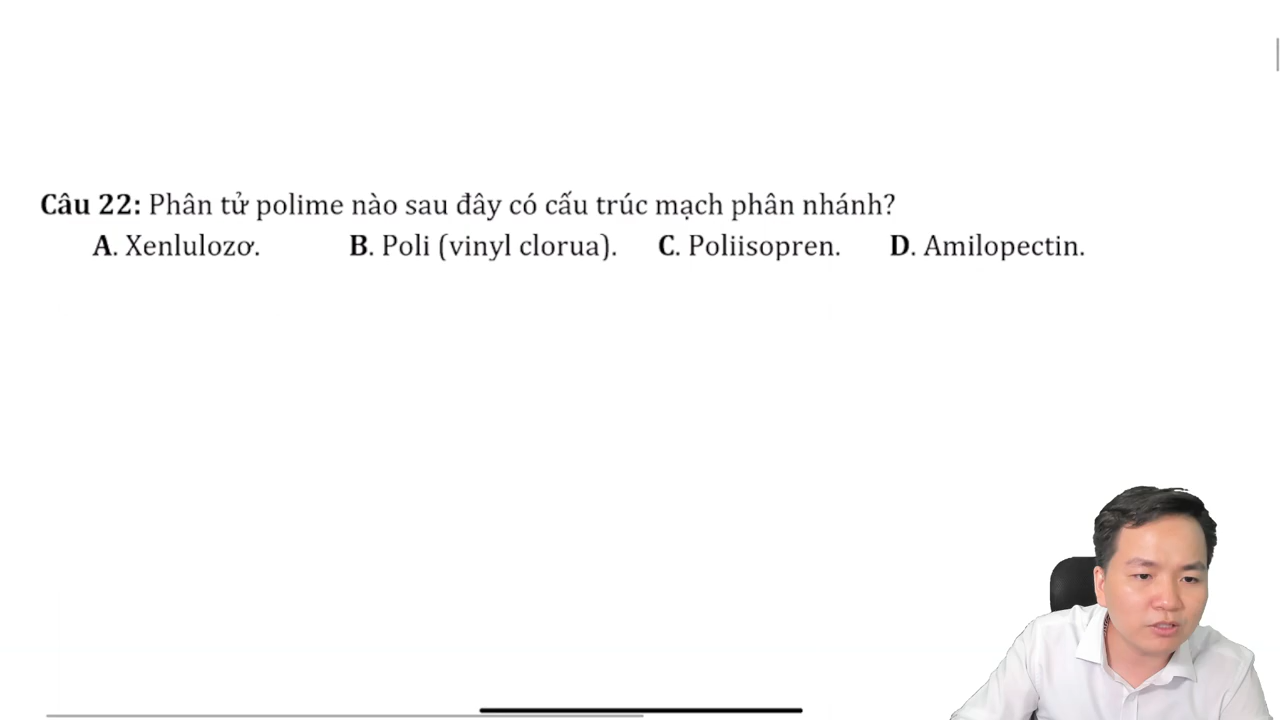 Câu 22: Phân tử polime nào sau đây có cấu trúc mạch phân nhánh?
A. Xenlulozơ. B. Poli (vinyl clorua). C. Poliisopren. D. Amilopectin.